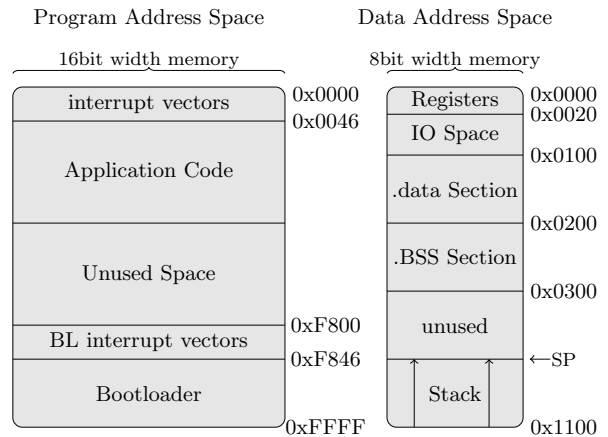 Program Address Space
Data Address Space
16bit width memory
8bit width memory
interrupt vectors
0x0000
0x0046
Application Code
Unused Space
0xF800
BL interrupt vectors
0xF846
Bootloader
0xFFFF
Registers
0x0000
0x0020
IO Space
0x0100
.data Section
0x0200
.BSS Section
0x0300
unused
←SP
Stack
0x1100